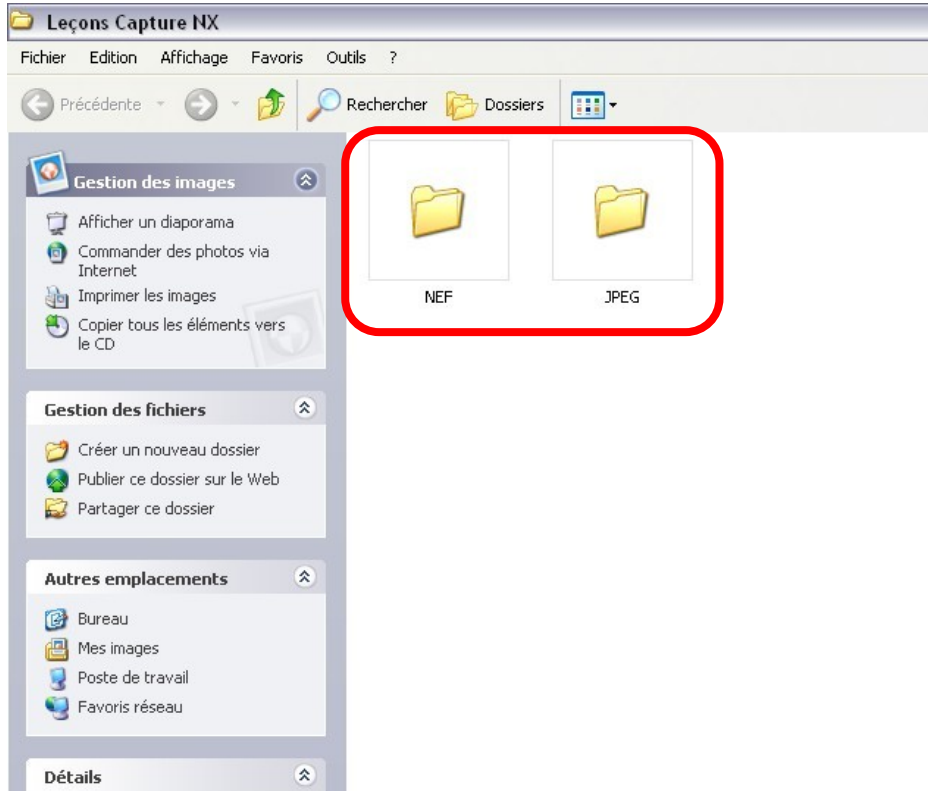 Leçons Capture NX
Fichier Edition Affichage Favoris Outils ?
Précédente Rechercher Dossiers
Gestion des images
Afficher un diaporama
Commander des photos via
Internet
Imprimer les images
Copier tous les éléments vers
le CD
NEF JPEG
Gestion des fichiers
Créer un nouveau dossier
Publier ce dossier sur le Web
Partager ce dossier
Autres emplacements
Bureau
Mes images
Poste de travail
Favoris réseau
Détails